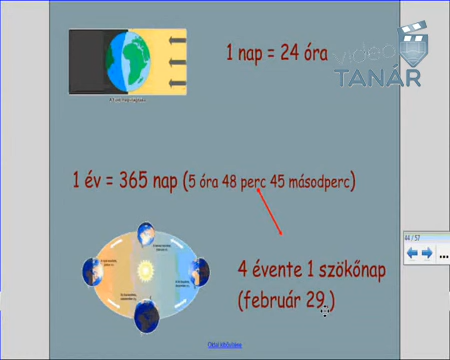 1 nap = 24 óra
video
TANÁR
1 év = 365 nap (5 óra 48 perc 45 másodperc)
44 / 57
4 évente 1 szökőnap
(február 29.)